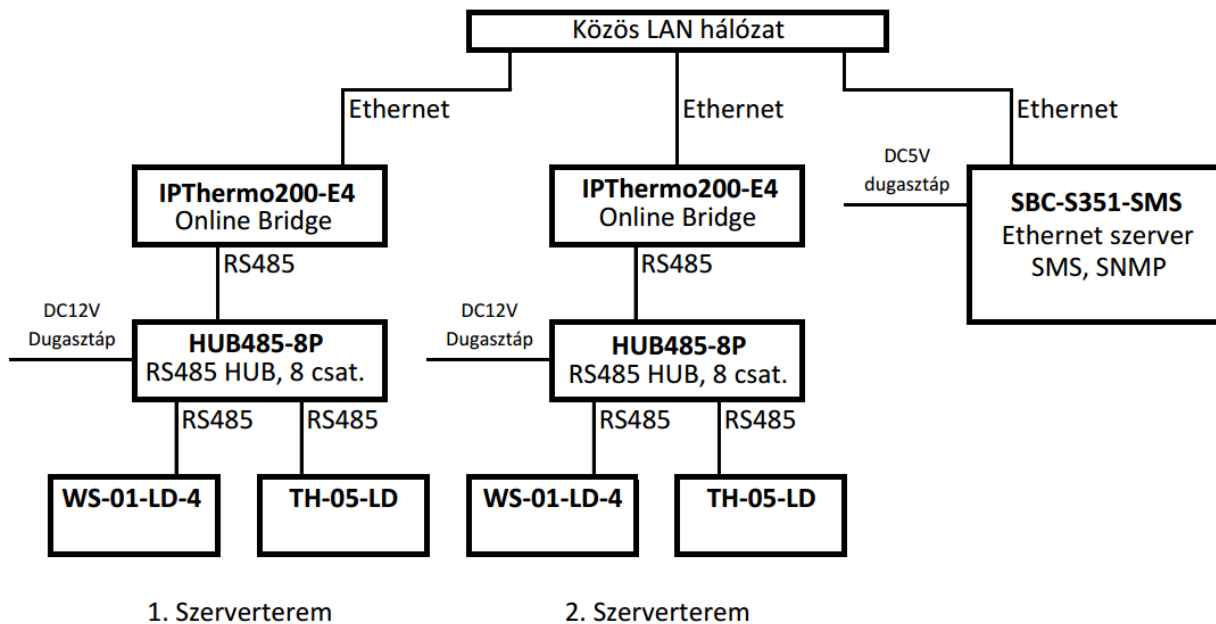 Közös LAN hálózat
Ethernet
Ethernet
Ethernet
IPThermo200-E4
Online Bridge
IPThermo200-E4
Online Bridge
DC5V
dugasztáp
SBC-S351-SMS
Ethernet szerver
SMS, SNMP
RS485
RS485
DC12V
Dugasztáp
HUB485-8P
RS485 HUB, 8 csat.
DC12V
Dugasztáp
HUB485-8P
RS485 HUB, 8 csat.
RS485
RS485
RS485
RS485
WS-01-LD-4
TH-05-LD
WS-01-LD-4
TH-05-LD
1. Szerverterem
2. Szerverterem